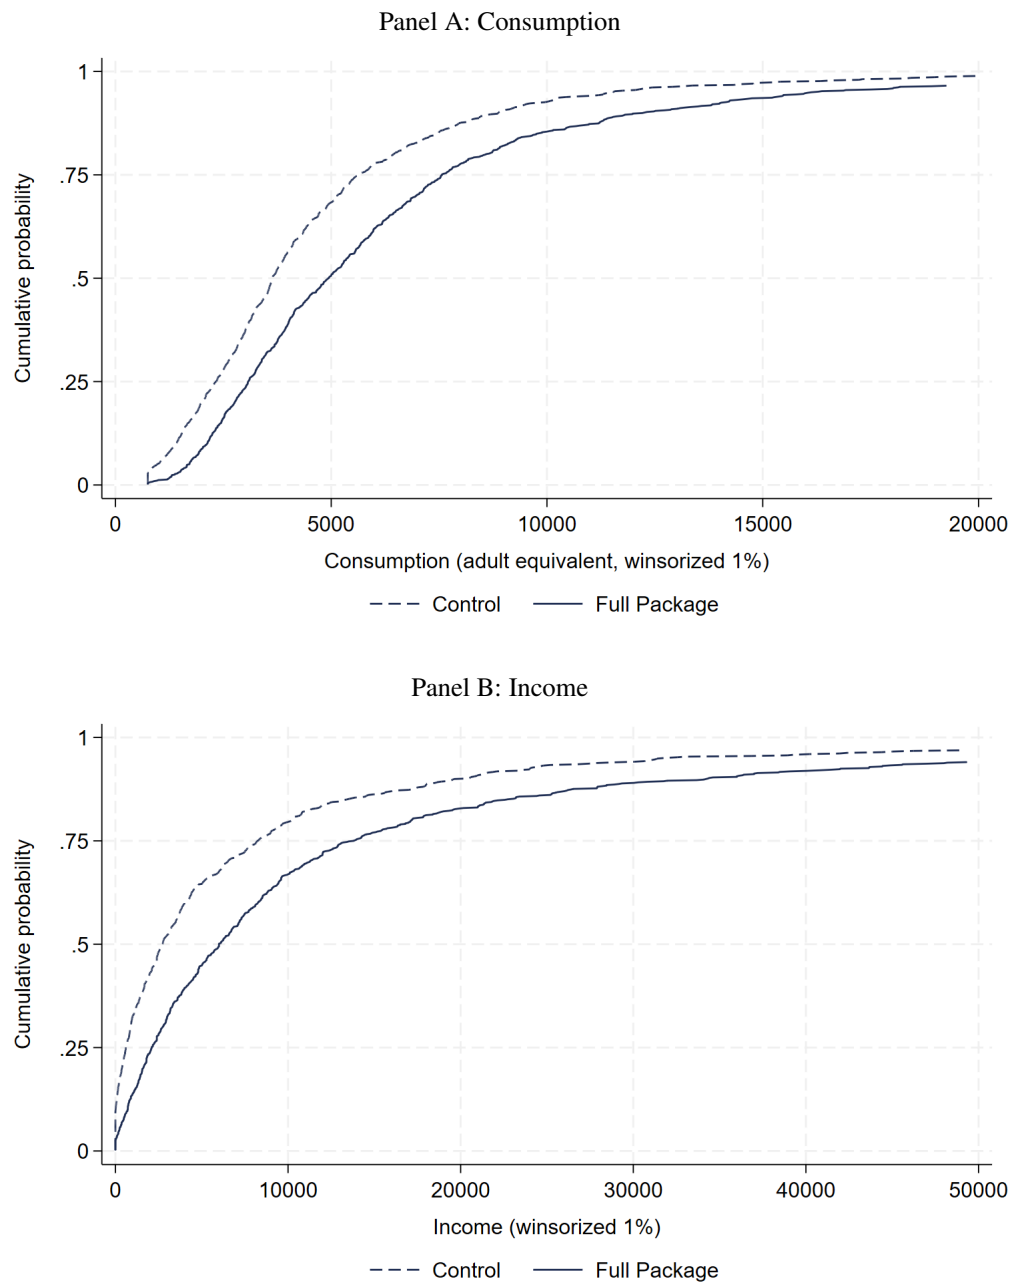 Panel A: Consumption
Cumulative probability
1
.75
.5
.25
0
0 5000 10000 15000 20000
Consumption (adult equivalent, winsorized 1%)
Control Full Package
Panel B: Income
Cumulative probability
1
.75
.5
.25
0
0 10000 20000 30000 40000 50000
Income (winsorized 1%)
Control Full Package